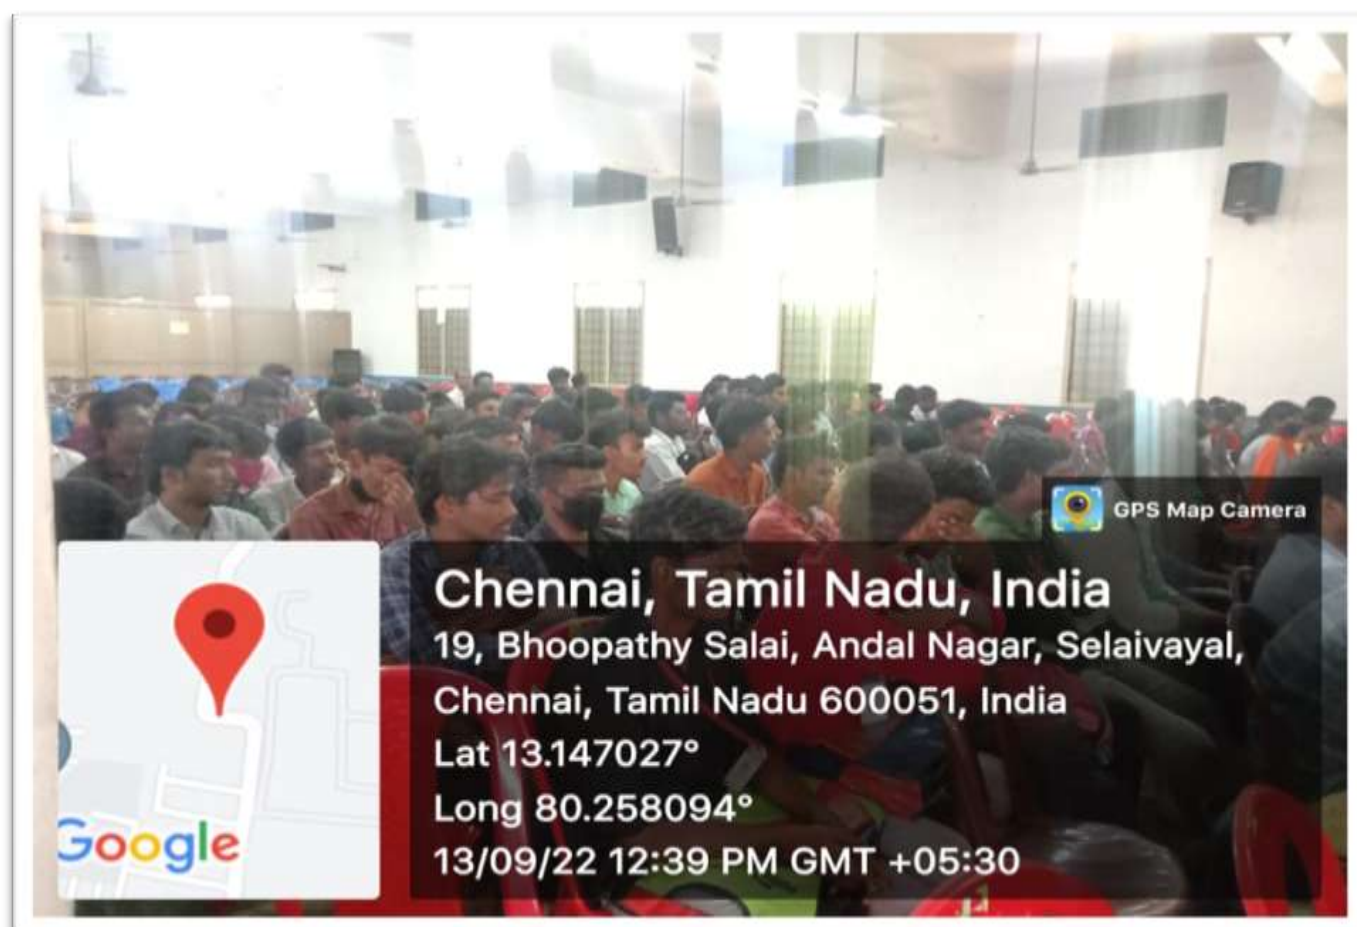 GPS Map Camera
Chennai, Tamil Nadu, India
19, Bhoopathy Salai, Andal Nagar, Selaivayal,
Chennai, Tamil Nadu 600051, India
Lat 13.147027°
Long 80.258094°
13/09/22 12:39 PM GMT +05:30
Google